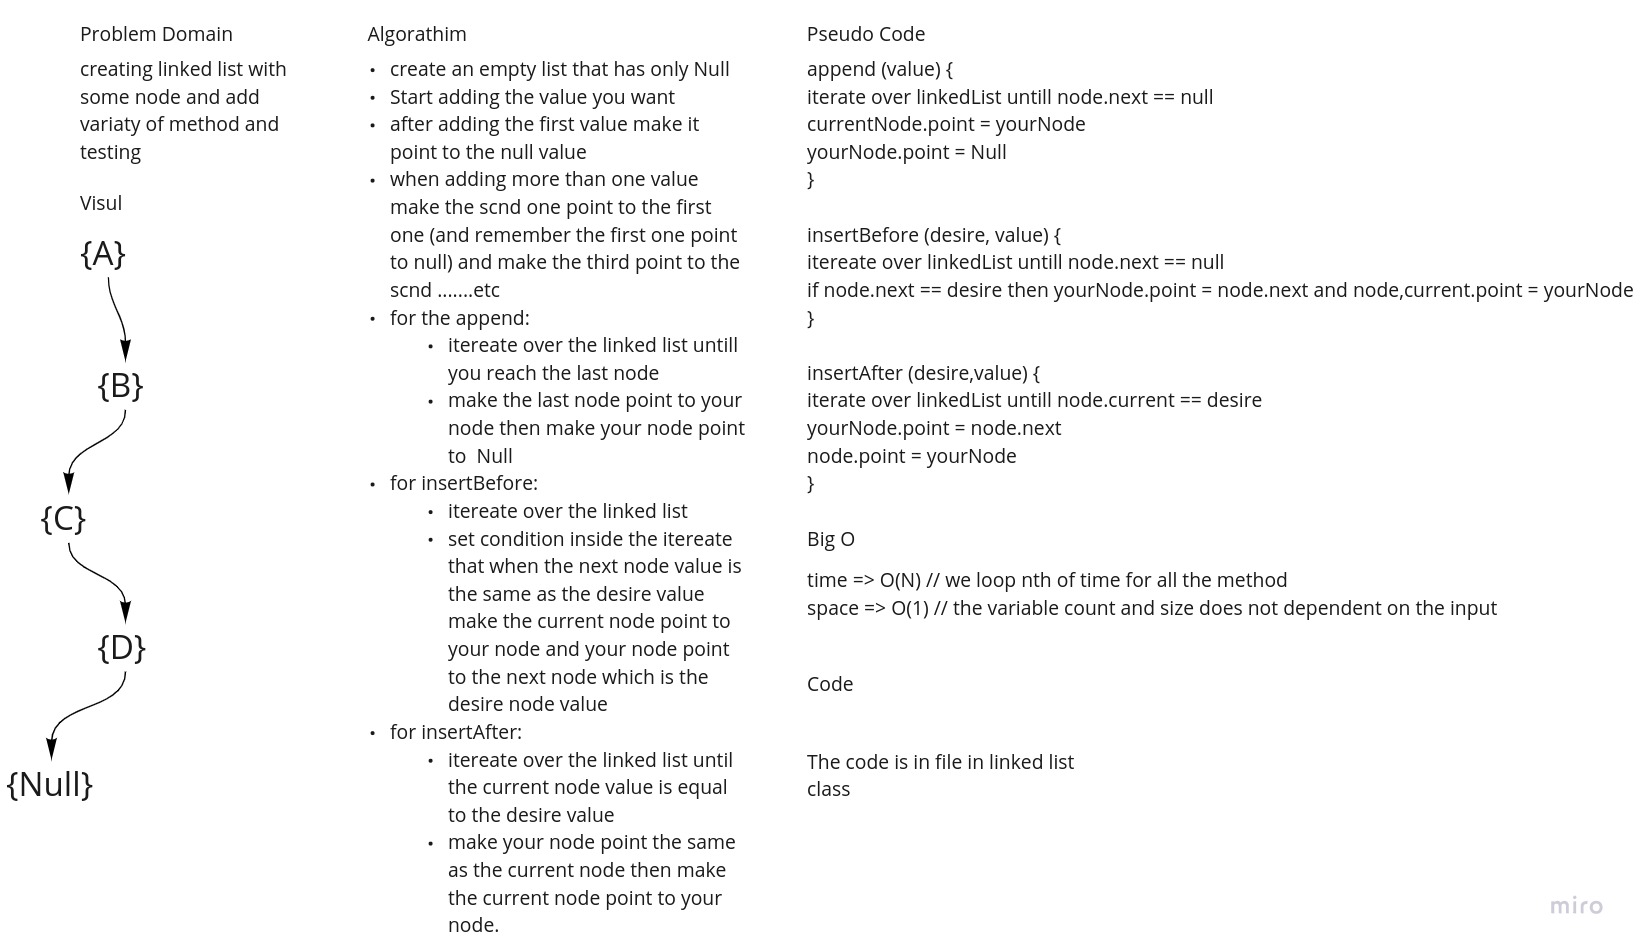 Problem Domain
creating linked list with
some node and add
variaty of method and
testing
Visul
{A}
{B}
{C}
{D}
{Null}
Algorathim
• create an empty list that has only Null
• Start adding the value you want
• after adding the first value make it
point to the null value
• when adding more than one value
make the scnd one point to the first
one (and remember the first one point
to null) and make the third point to the
scnd .......etc
• for the append:
• itereate over the linked list untill
you reach the last node
• make the last node point to your
node then make your node point
to  Null
• for insertBefore:
• itereate over the linked list
• set condition inside the itereate
that when the next node value is
the same as the desire value
make the current node point to
your node and your node point
to the next node which is the
desire node value
• for insertAfter:
• itereate over the linked list until
the current node value is equal
to the desire value
• make your node point the same
as the current node then make
the current node point to your
node.
Pseudo Code
append (value) {
iterate over linkedList untill node.next == null
currentNode.point = yourNode
yourNode.point = Null
}
insertBefore (desire, value) {
itereate over linkedList untill node.next == null
if node.next == desire then yourNode.point = node.next and node,current.point = yourNode
}
insertAfter (desire,value) {
iterate over linkedList untill node.current == desire
yourNode.point = node.next
node.point = yourNode
}
Big O
time => O(N) // we loop nth of time for all the method
space => O(1) // the variable count and size does not dependent on the input
Code
The code is in file in linked list
class
miro